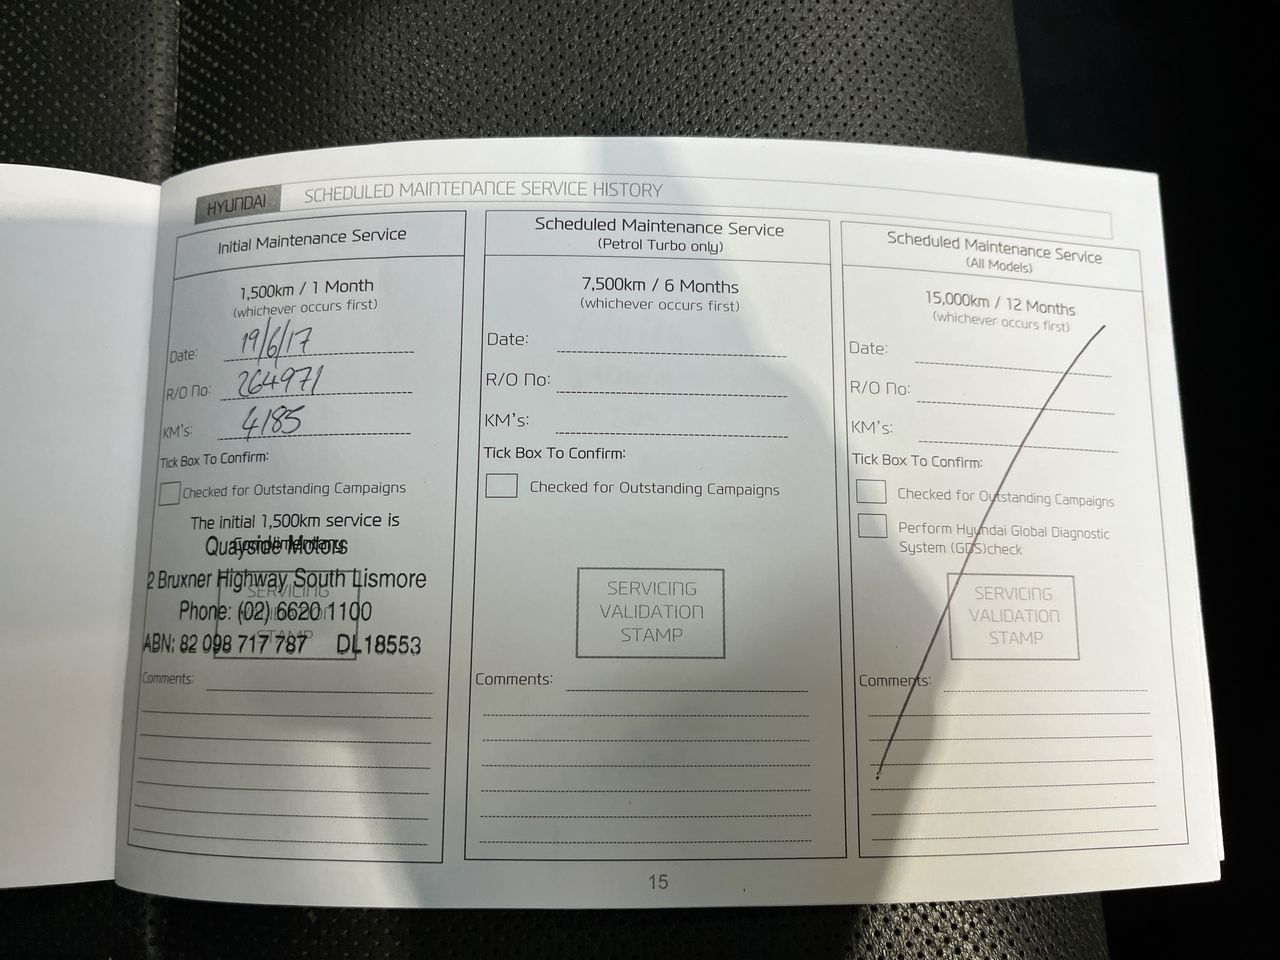 HYUNDAI SCHEDULED MAINTENANCE SERVICE HISTORY
Initial Maintenance Service
1,500km / 1 Month
(whichever occurs first)
Date: 19/6/17
R/O No: 264971
KM's: 4185
Tick Box To Confirm:
Checked for Outstanding Campaigns
The initial 1,500km service is
Complimentary
Quayside Motors
2 Bruxner Highway South Lismore
Phone: (02) 6620 1100
ABN: 82 098 717 787 DL18553
SERVICING
VALIDATION
STAMP
Comments:
Scheduled Maintenance Service
(Petrol Turbo only)
7,500km / 6 Months
(whichever occurs first)
Date:
R/O No:
KM's:
Tick Box To Confirm:
Checked for Outstanding Campaigns
SERVICING
VALIDATION
STAMP
Comments:
Scheduled Maintenance Service
(All Models)
15,000km / 12 Months
(whichever occurs first)
Date:
R/O No:
KM's:
Tick Box To Confirm:
Checked for Outstanding Campaigns
Perform Hyundai Global Diagnostic
System (GDS)check
SERVICING
VALIDATION
STAMP
Comments:
15